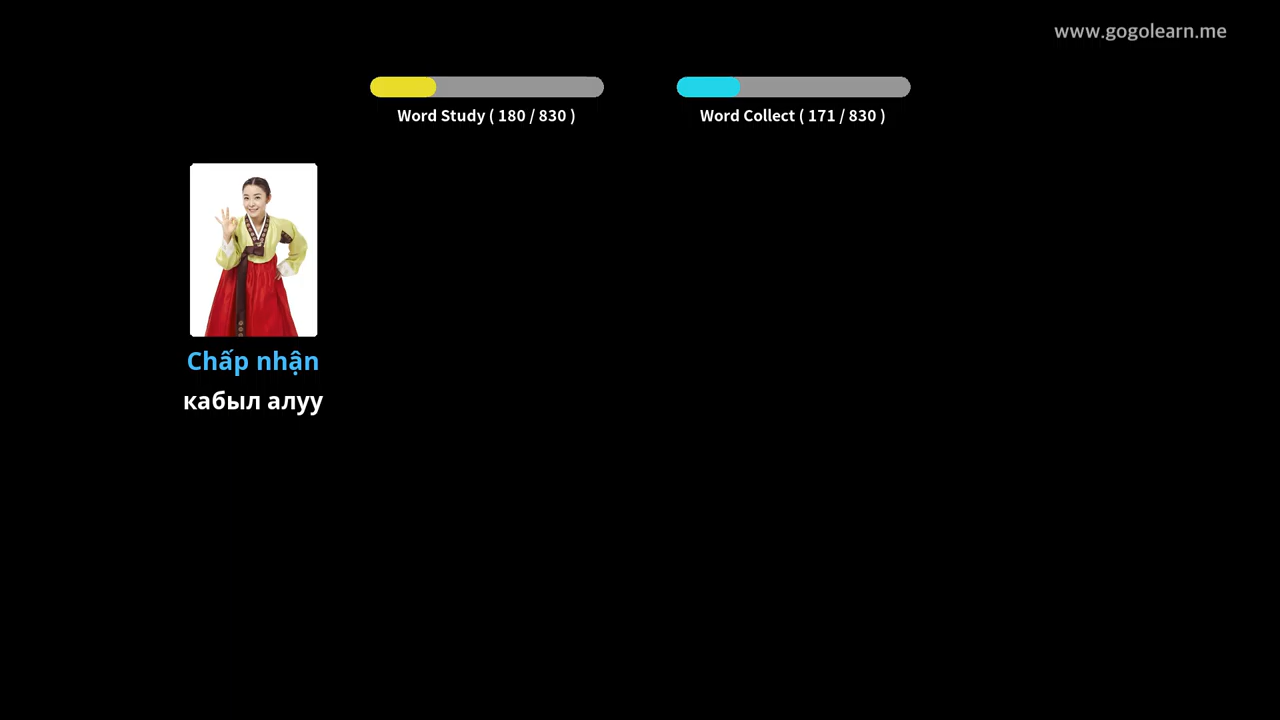 www.gogolearn.me
Word Study ( 180 / 830 )
Word Collect ( 171 / 830 )
Chấp nhận
кабыл алуу